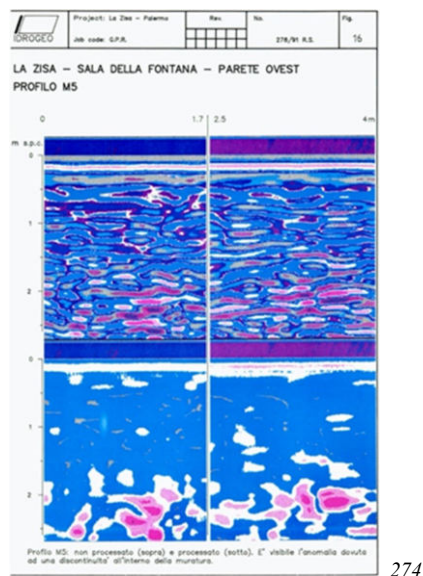 IDROGEO
Project: La Zisa – Palermo
Job code: G.P.R.
Rev.
No.
278/91 R.S.
Fig.
16
LA ZISA – SALA DELLA FONTANA – PARETE OVEST
PROFILO M5
0 1.7 2.5 4m
m s.p.c.
0
1
2
0
1
2
Profilo M5: non processato (sopra) e processato (sotto). E' visibile l'anomalia dovuta
ad una discontinuita' all'interno della muratura.
274